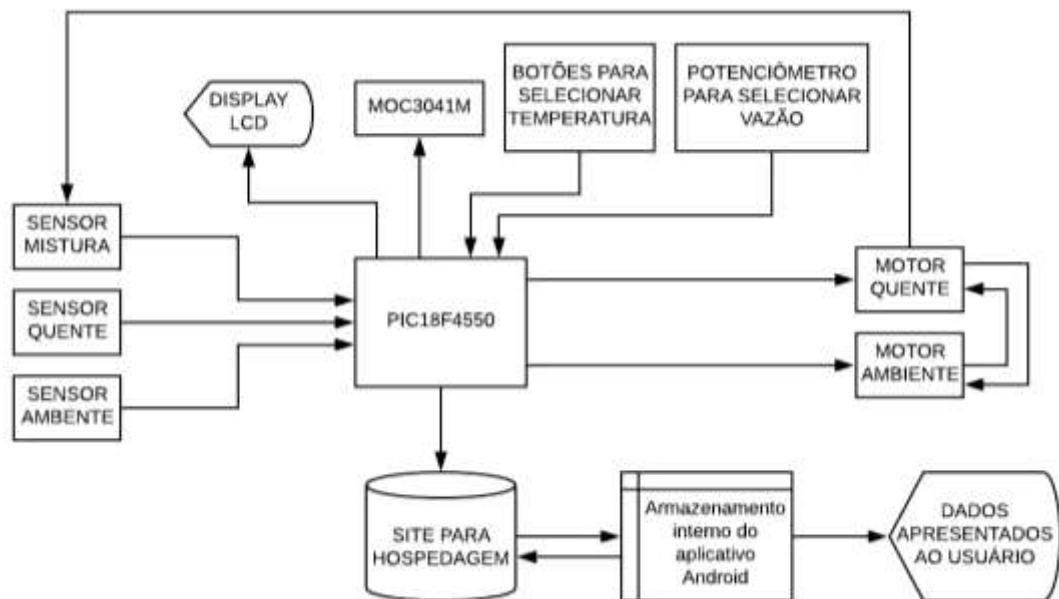 BOTÕES PARA
SELECIONAR
TEMPERATURA
POTENCIÔMETRO
PARA SELECIONAR
VAZÃO
DISPLAY
LCD
MOC3041M
SENSOR
MISTURA
SENSOR
QUENTE
SENSOR
AMBENTE
PIC18F4550
MOTOR
QUENTE
MOTOR
AMBIENTE
SITE PARA
HOSPEDAGEM
Armazenamento
interno do
aplicativo
Android
DADOS
APRESENTADOS
AO USUÁRIO